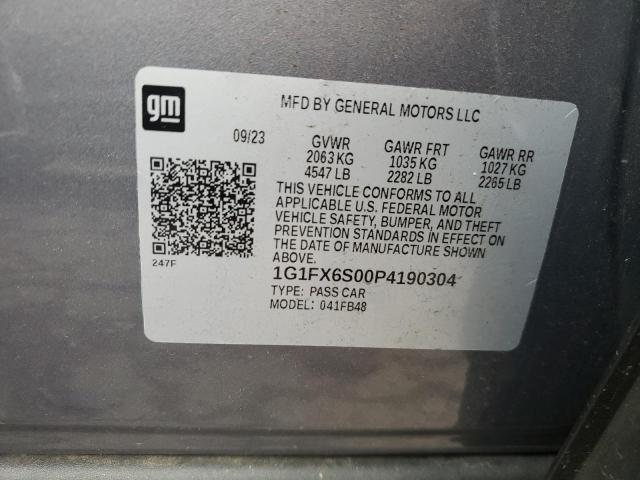 gm
MFD BY GENERAL MOTORS LLC
09/23 GVWR GAWR FRT GAWR RR
2063 KG 1035 KG 1027 KG
4547 LB 2282 LB 2265 LB
THIS VEHICLE CONFORMS TO ALL
APPLICABLE U.S. FEDERAL MOTOR
VEHICLE SAFETY, BUMPER, AND THEFT
PREVENTION STANDARDS IN EFFECT ON
THE DATE OF MANUFACTURE SHOWN
ABOVE.
247F
1G1FX6S00P4190304
TYPE: PASS CAR
MODEL: 041FB48